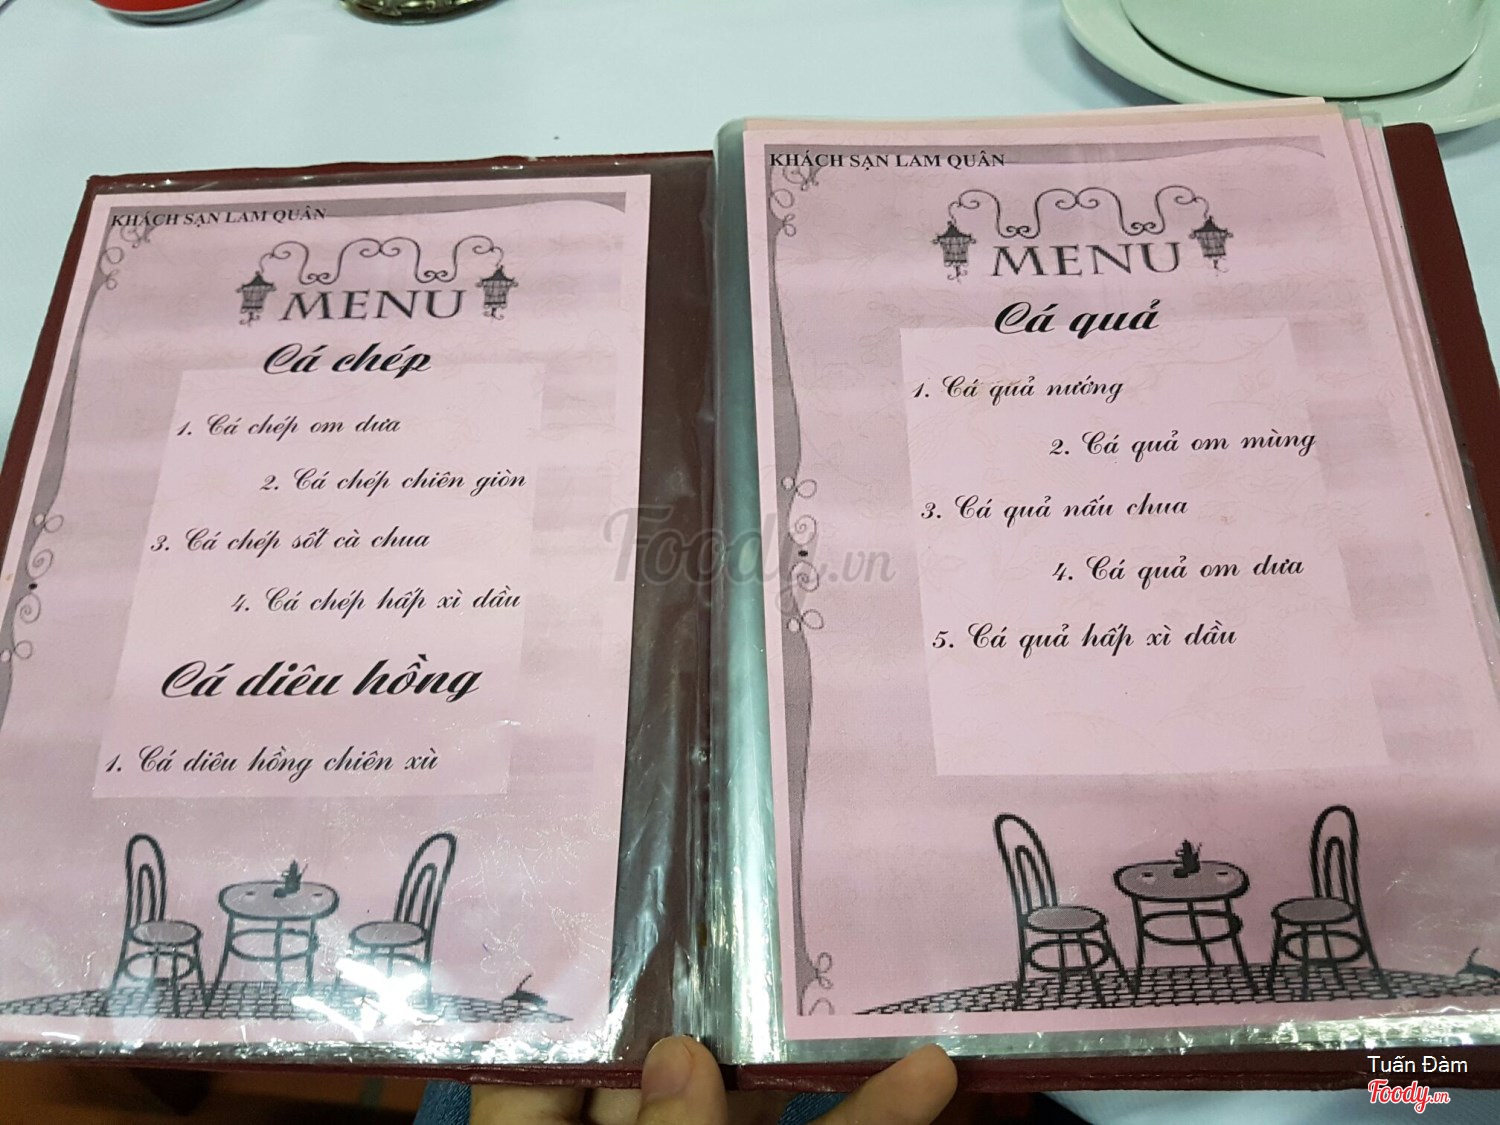 KHÁCH SẠN LAM QUÂN
MENU
Cá chép
1. Cá chép om dưa
2. Cá chép chiên giòn
3. Cá chép sốt cà chua
4. Cá chép hấp xì dầu
Cá diêu hồng
1. Cá diêu hồng chiên xù
KHÁCH SẠN LAM QUÂN
MENU
Cá quả
1. Cá quả nướng
2. Cá quả om mùng
3. Cá quả nấu chua
4. Cá quả om dưa
5. Cá quả hấp xì dầu
Foody.vn
Tuấn Đàm
Foody.vn